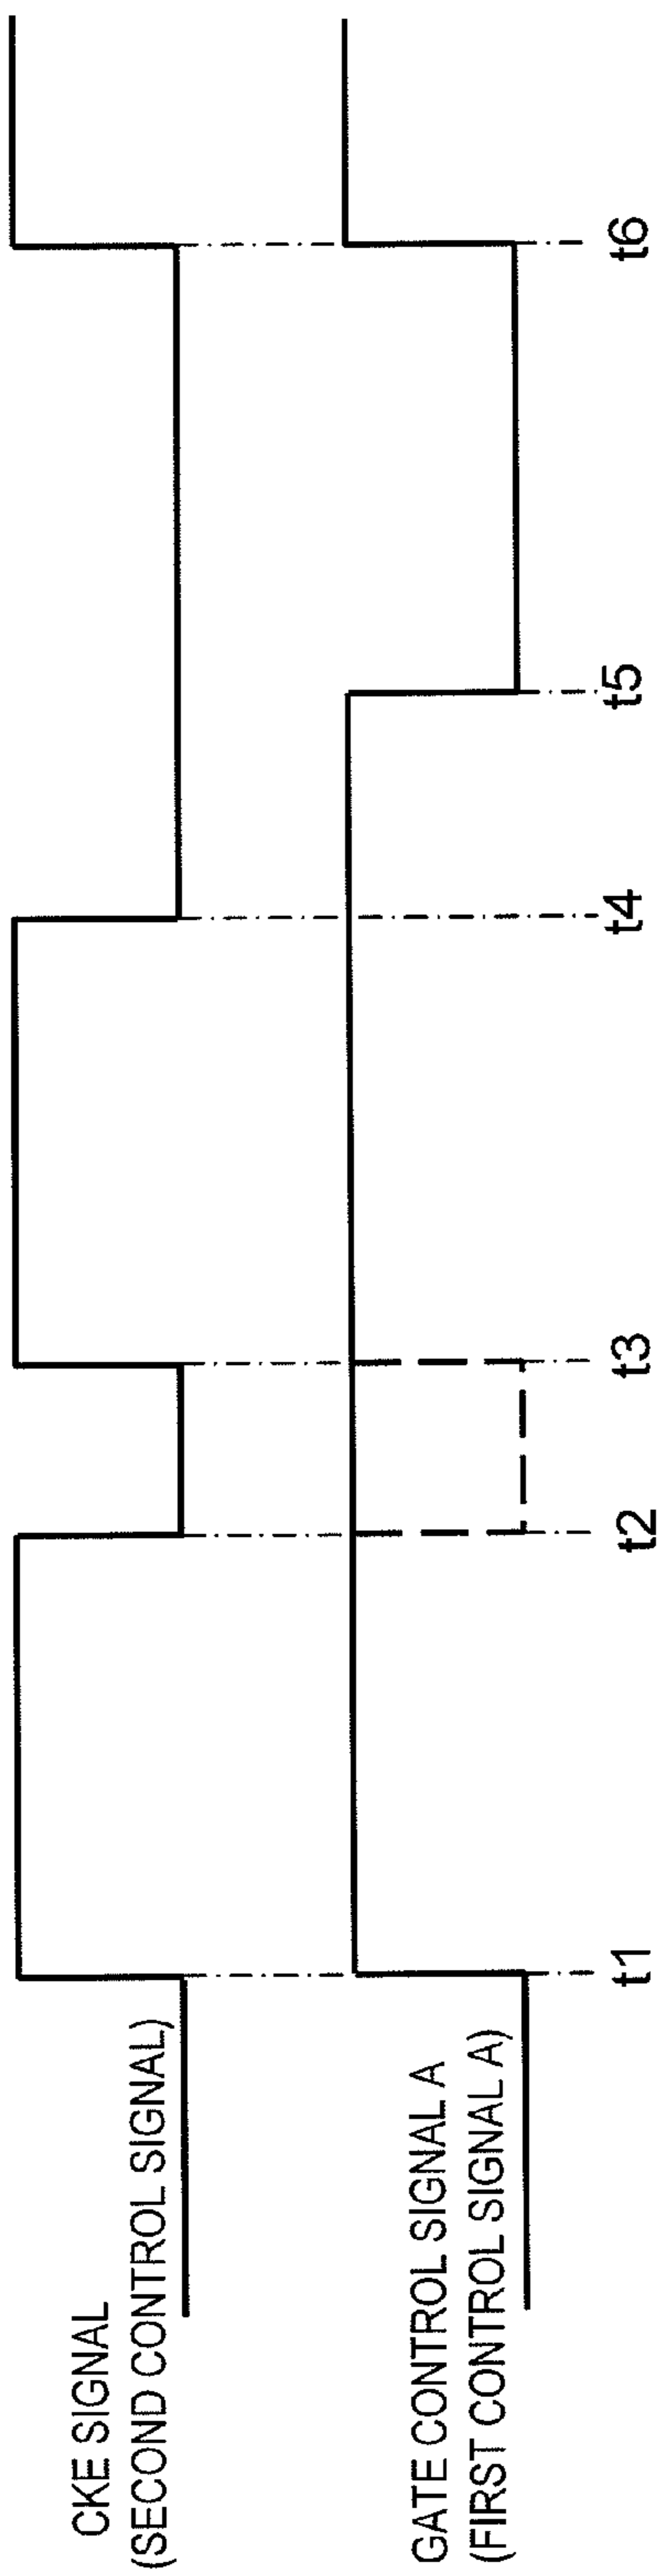 CKE SIGNAL
(SECOND CONTROL SIGNAL)
GATE CONTROL SIGNAL A
(FIRST CONTROL SIGNAL A)
t1
t2
t3
t4
t5
t6